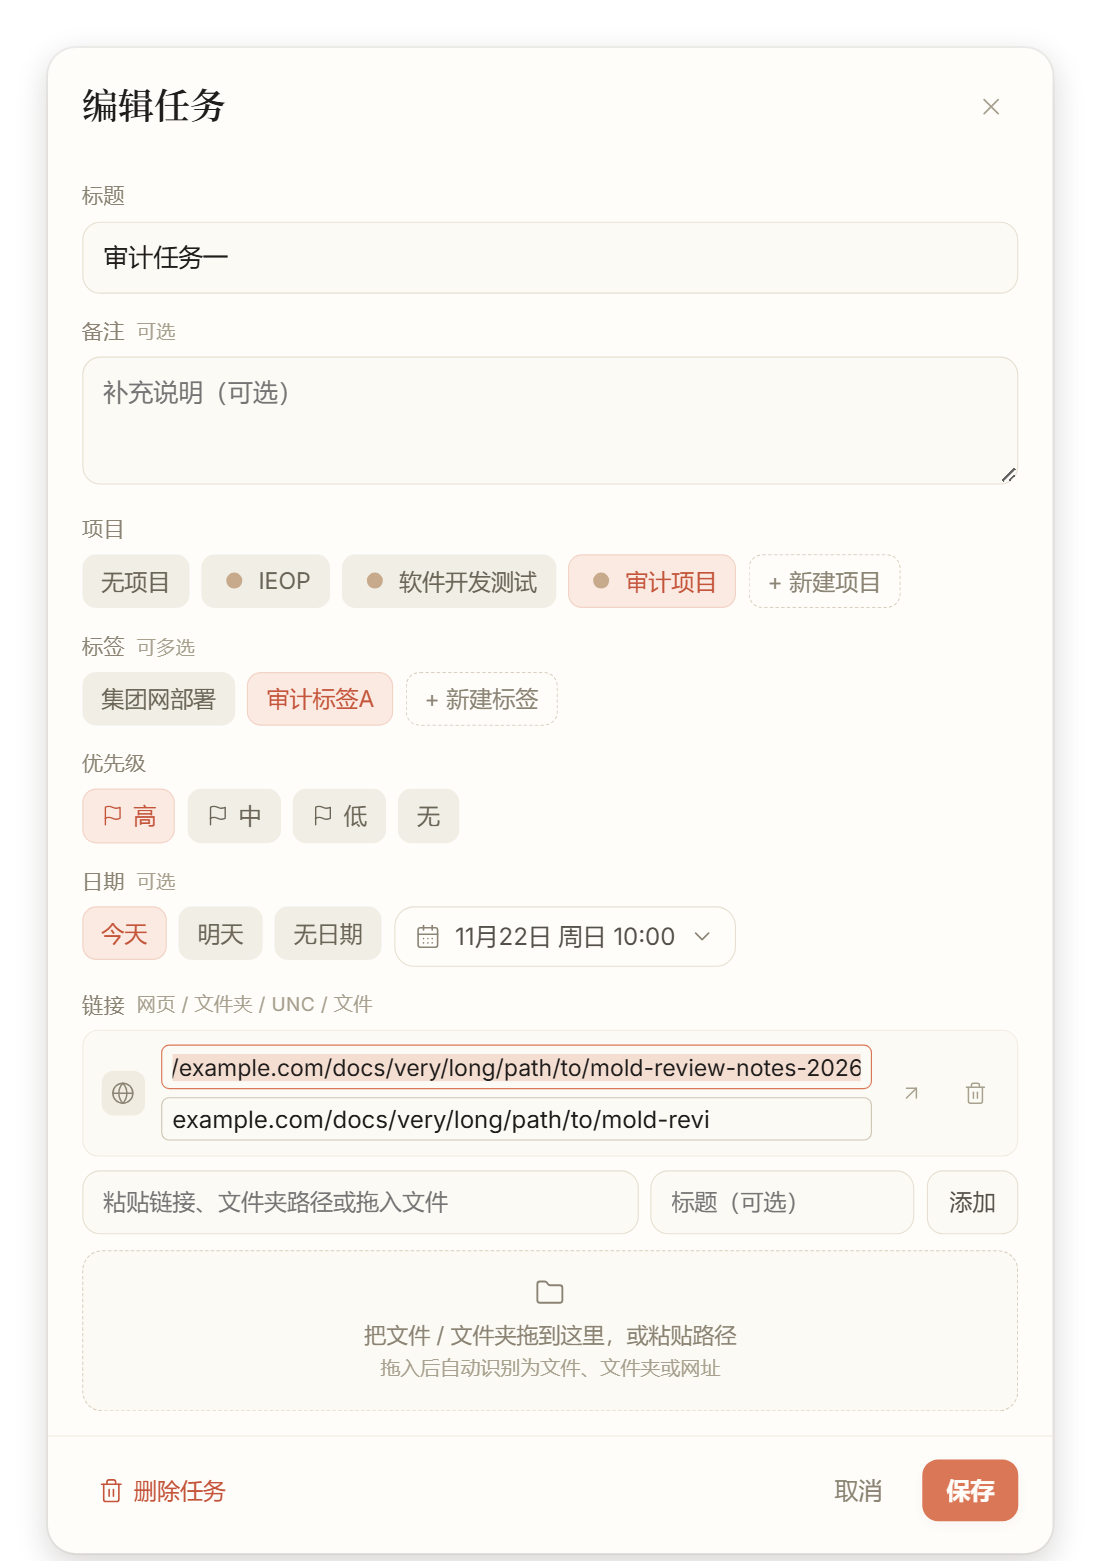 编辑任务
标题
审计任务一
备注 可选
补充说明（可选）
项目
无项目 IEOP 软件开发测试 审计项目 + 新建项目
标签 可多选
集团网部署 审计标签A + 新建标签
优先级
高 中 低 无
日期 可选
今天 明天 无日期 11月22日 周日 10:00
链接 网页 / 文件夹 / UNC / 文件
/example.com/docs/very/long/path/to/mold-review-notes-2026
example.com/docs/very/long/path/to/mold-revi
粘贴链接、文件夹路径或拖入文件 标题（可选） 添加
把文件 / 文件夹拖到这里，或粘贴路径
拖入后自动识别为文件、文件夹或网址
删除任务 取消 保存